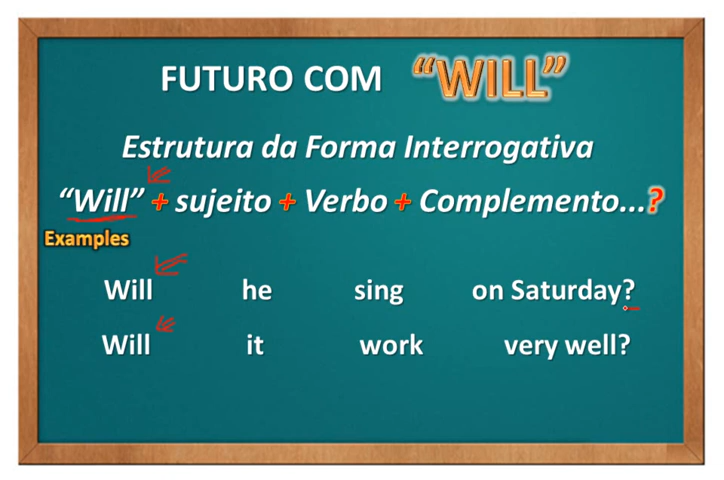 FUTURO COM "WILL"
Estrutura da Forma Interrogativa
"Will" + sujeito + Verbo + Complemento...?
Examples
Will he sing on Saturday?
Will it work very well?